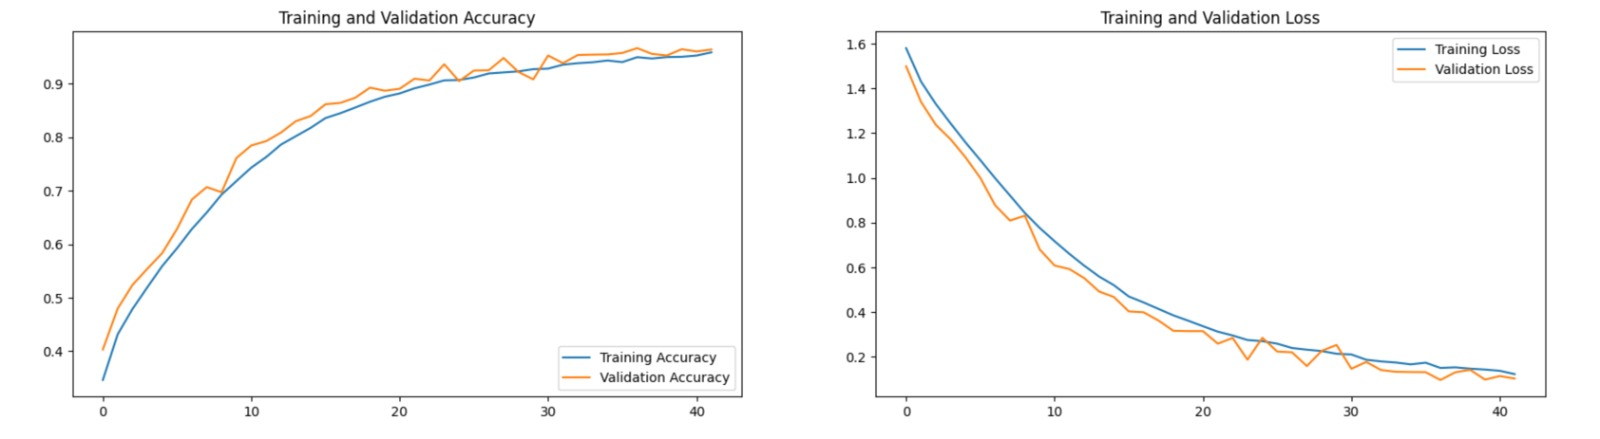 Training and Validation Accuracy
0.9
0.8
0.7
0.6
0.5
0.4
0 10 20 30 40
Training Accuracy
Validation Accuracy
Training and Validation Loss
1.6
1.4
1.2
1.0
0.8
0.6
0.4
0.2
0 10 20 30 40
Training Loss
Validation Loss